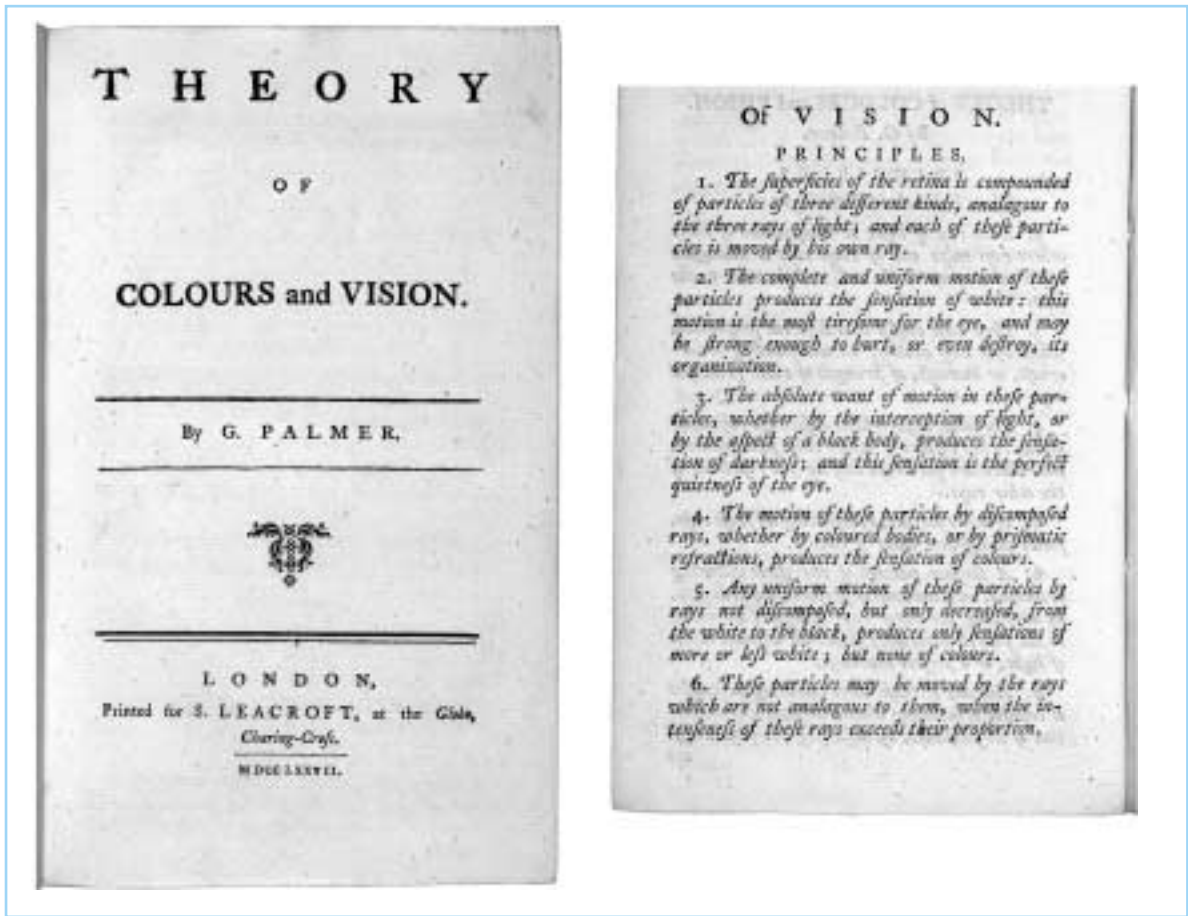 THEORY
OF
COLOURS and VISION.
By G. PALMER,
LONDON,
Printed for S. LEACROFT, at the Globe,
Charing-Cross.
MDCCLXXVII.
Of VISION.
PRINCIPLES,
1. The ſuperficies of the retina is compounded
of particles of three different kinds, analagous to
the three rays of light; and each of theſe parti-
cles is moved by his own ray.
2. The complete and uniform motion of theſe
particles produces the ſenſation of white: this
motion is the moſt tireſome for the eye, and may
be ſtrong enough to hurt, or even deſtroy, its
organization.
3. The abſolute want of motion in theſe par-
ticles, whether by the interception of light, or
by the aſpect of a black body, produces the ſenſa-
tion of darkneſs; and this ſenſation is the perfect
quietneſs of the eye.
4. The motion of theſe particles by diſcompoſed
rays, whether by coloured bodies, or by priſmatic
refractions, produces the ſenſation of colours.
5. Any uniform motion of theſe particles by
rays not diſcompoſed, but only decreaſed, from
the white to the black, produces only ſenſations of
more or leſs white; but none of colours.
6. Theſe particles may be moved by the rays
which are not analagous to them, when the in-
tenſeneſs of theſe rays exceeds their proportion.